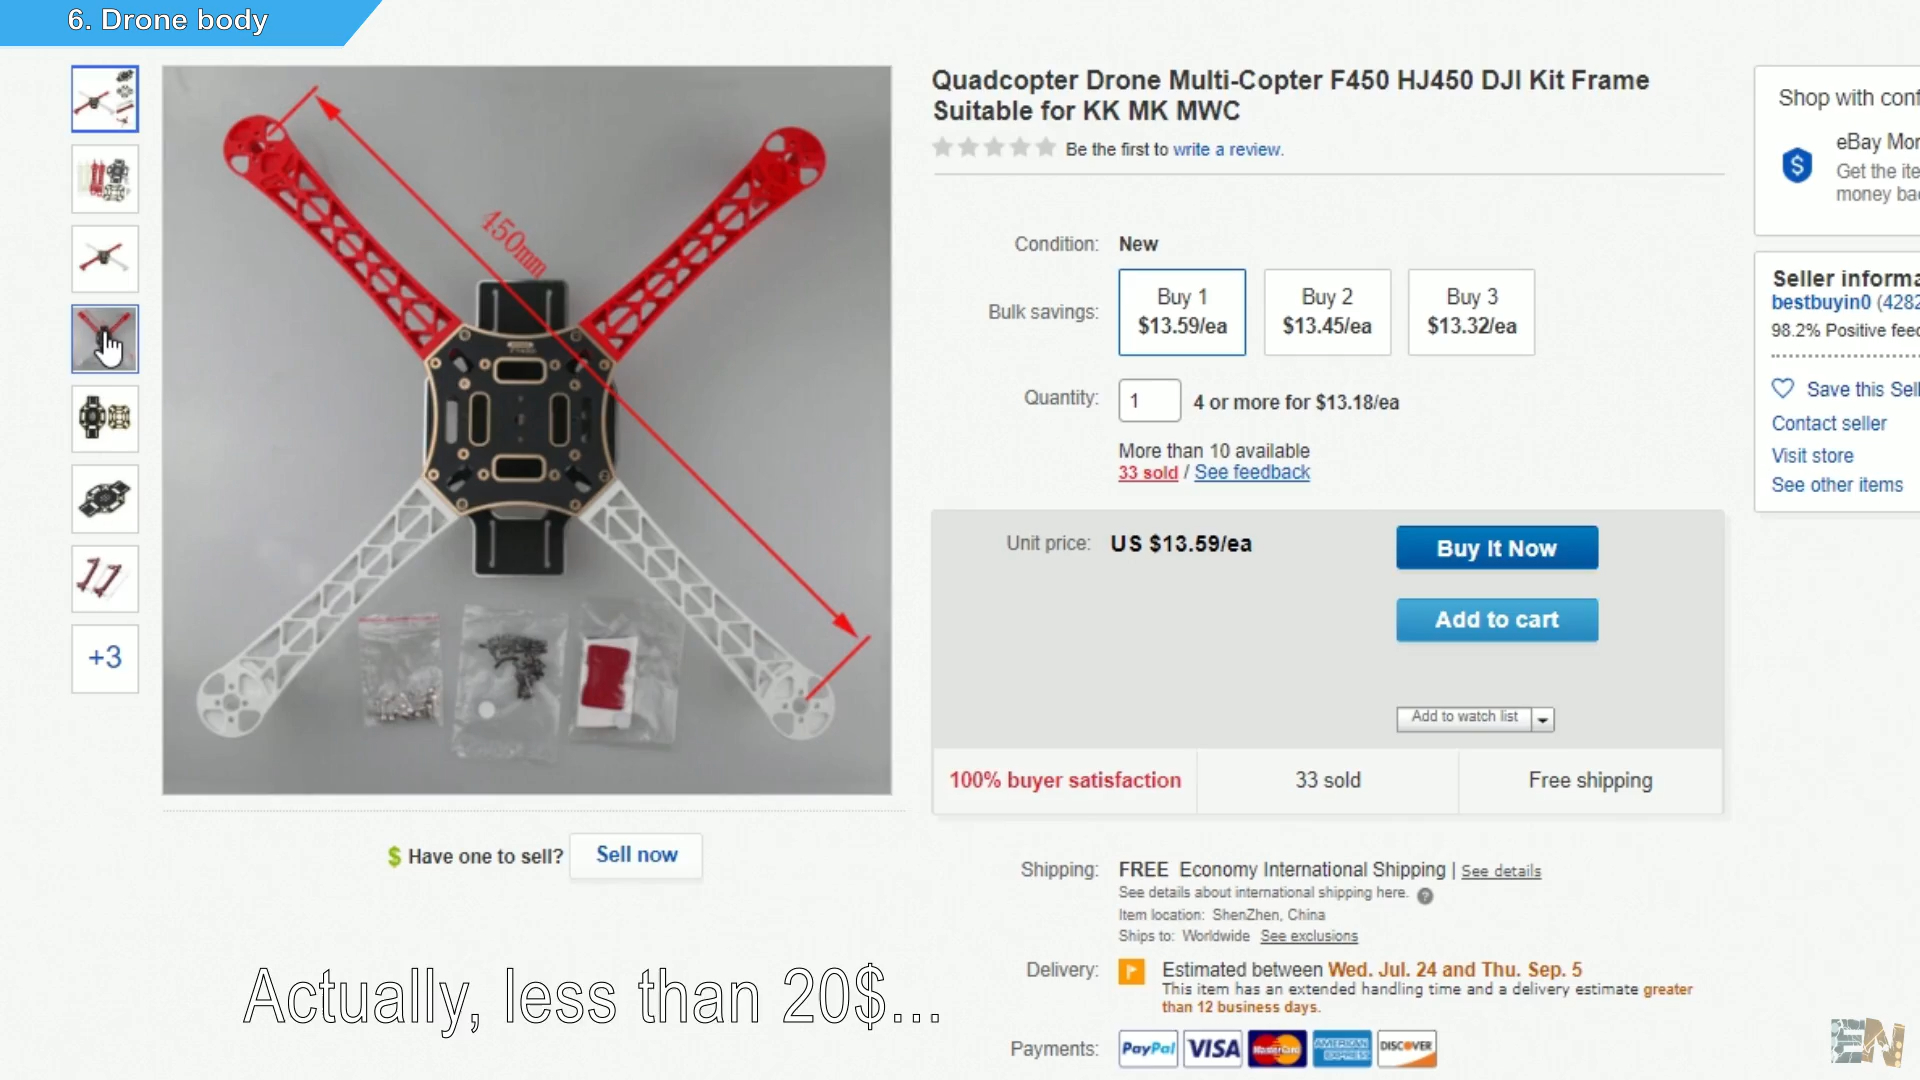 6. Drone body
450mm
+3
$ Have one to sell? Sell now
Actually, less than 20$...
Quadcopter Drone Multi-Copter F450 HJ450 DJI Kit Frame
Suitable for KK MK MWC
Be the first to write a review.
Condition: New
Bulk savings:
Buy 1
$13.59/ea
Buy 2
$13.45/ea
Buy 3
$13.32/ea
Quantity: 1 4 or more for $13.18/ea
More than 10 available
33 sold / See feedback
Unit price: US $13.59/ea
Buy It Now
Add to cart
Add to watch list
100% buyer satisfaction 33 sold Free shipping
Shipping: FREE Economy International Shipping | See details
See details about international shipping here. ?
Item location: ShenZhen, China
Ships to: Worldwide See exclusions
Delivery: Estimated between Wed. Jul. 24 and Thu. Sep. 5
This item has an extended handling time and a delivery estimate greater
than 12 business days.
Payments: PayPal VISA MasterCard AMERICAN EXPRESS DISCOVER
Shop with conf
$
eBay Mon
Get the ite
money bac
Seller informa
bestbuyin0 (4282
98.2% Positive feed
Save this Sell
Contact seller
Visit store
See other items
EN